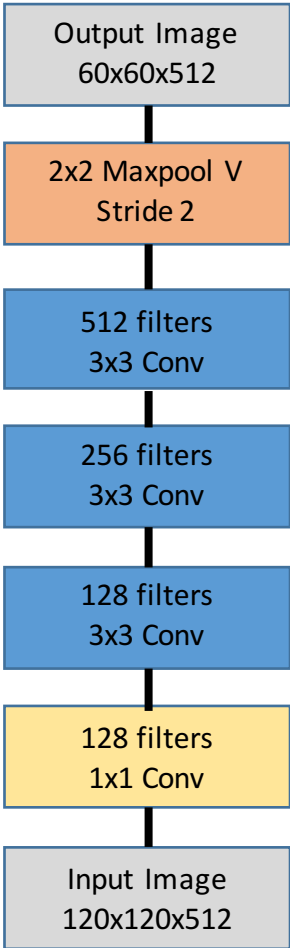 Output Image
60x60x512
2x2 Maxpool V
Stride 2
512 filters
3x3 Conv
256 filters
3x3 Conv
128 filters
3x3 Conv
128 filters
1x1 Conv
Input Image
120x120x512